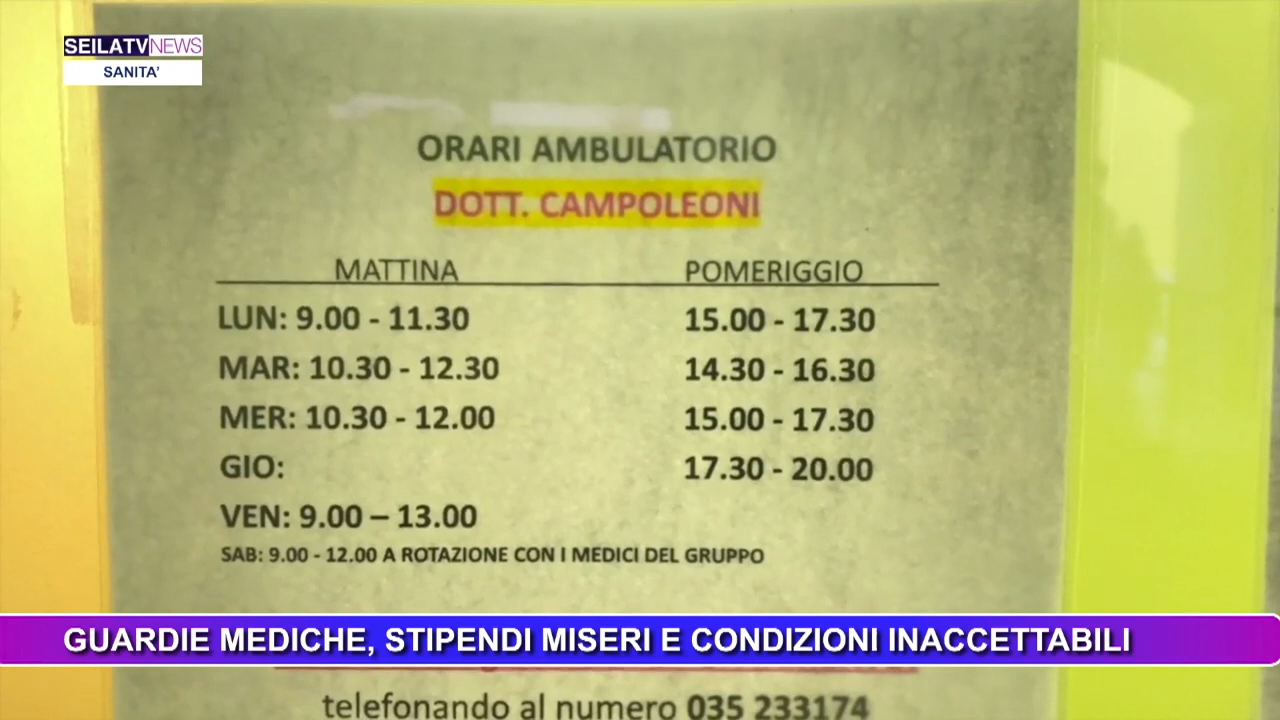 SEILATVNEWS
SANITA'
ORARI AMBULATORIO
DOTT. CAMPOLEONI
MATTINA POMERIGGIO
LUN: 9.00 - 11.30 15.00 - 17.30
MAR: 10.30 - 12.30 14.30 - 16.30
MER: 10.30 - 12.00 15.00 - 17.30
GIO: 17.30 - 20.00
VEN: 9.00 – 13.00
SAB: 9.00 - 12.00 A ROTAZIONE CON I MEDICI DEL GRUPPO
GUARDIE MEDICHE, STIPENDI MISERI E CONDIZIONI INACCETTABILI
telefonando al numero 035 233174